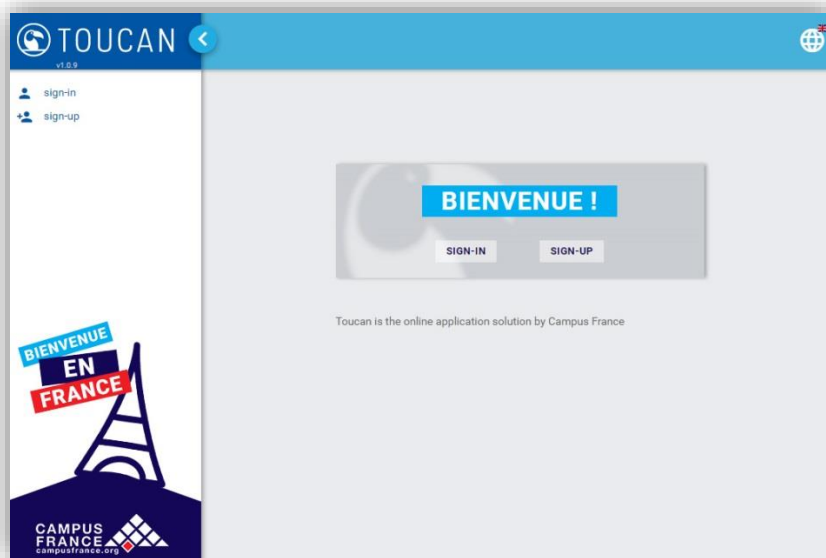 TOUCAN
v1.0.9
sign-in
sign-up
BIENVENUE !
SIGN-IN
SIGN-UP
Toucan is the online application solution by Campus France
BIENVENUE
EN
FRANCE
CAMPUS
FRANCE
campusfrance.org